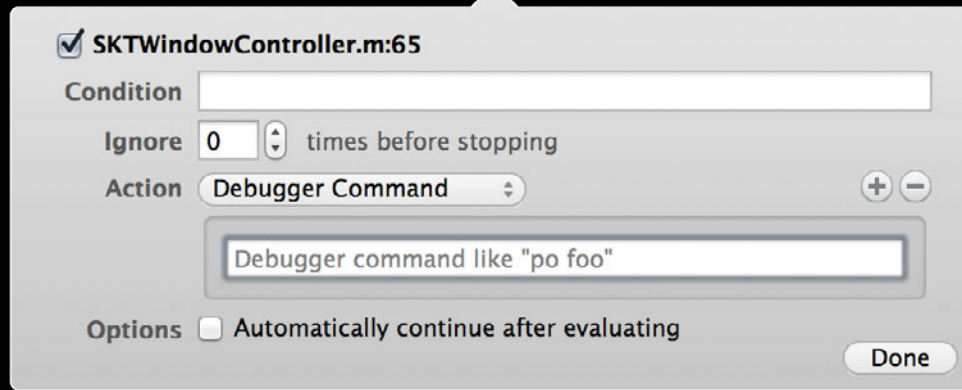 SKTWindowController.m:65
Condition
Ignore 0 times before stopping
Action Debugger Command
Debugger command like "po foo"
Options Automatically continue after evaluating
Done